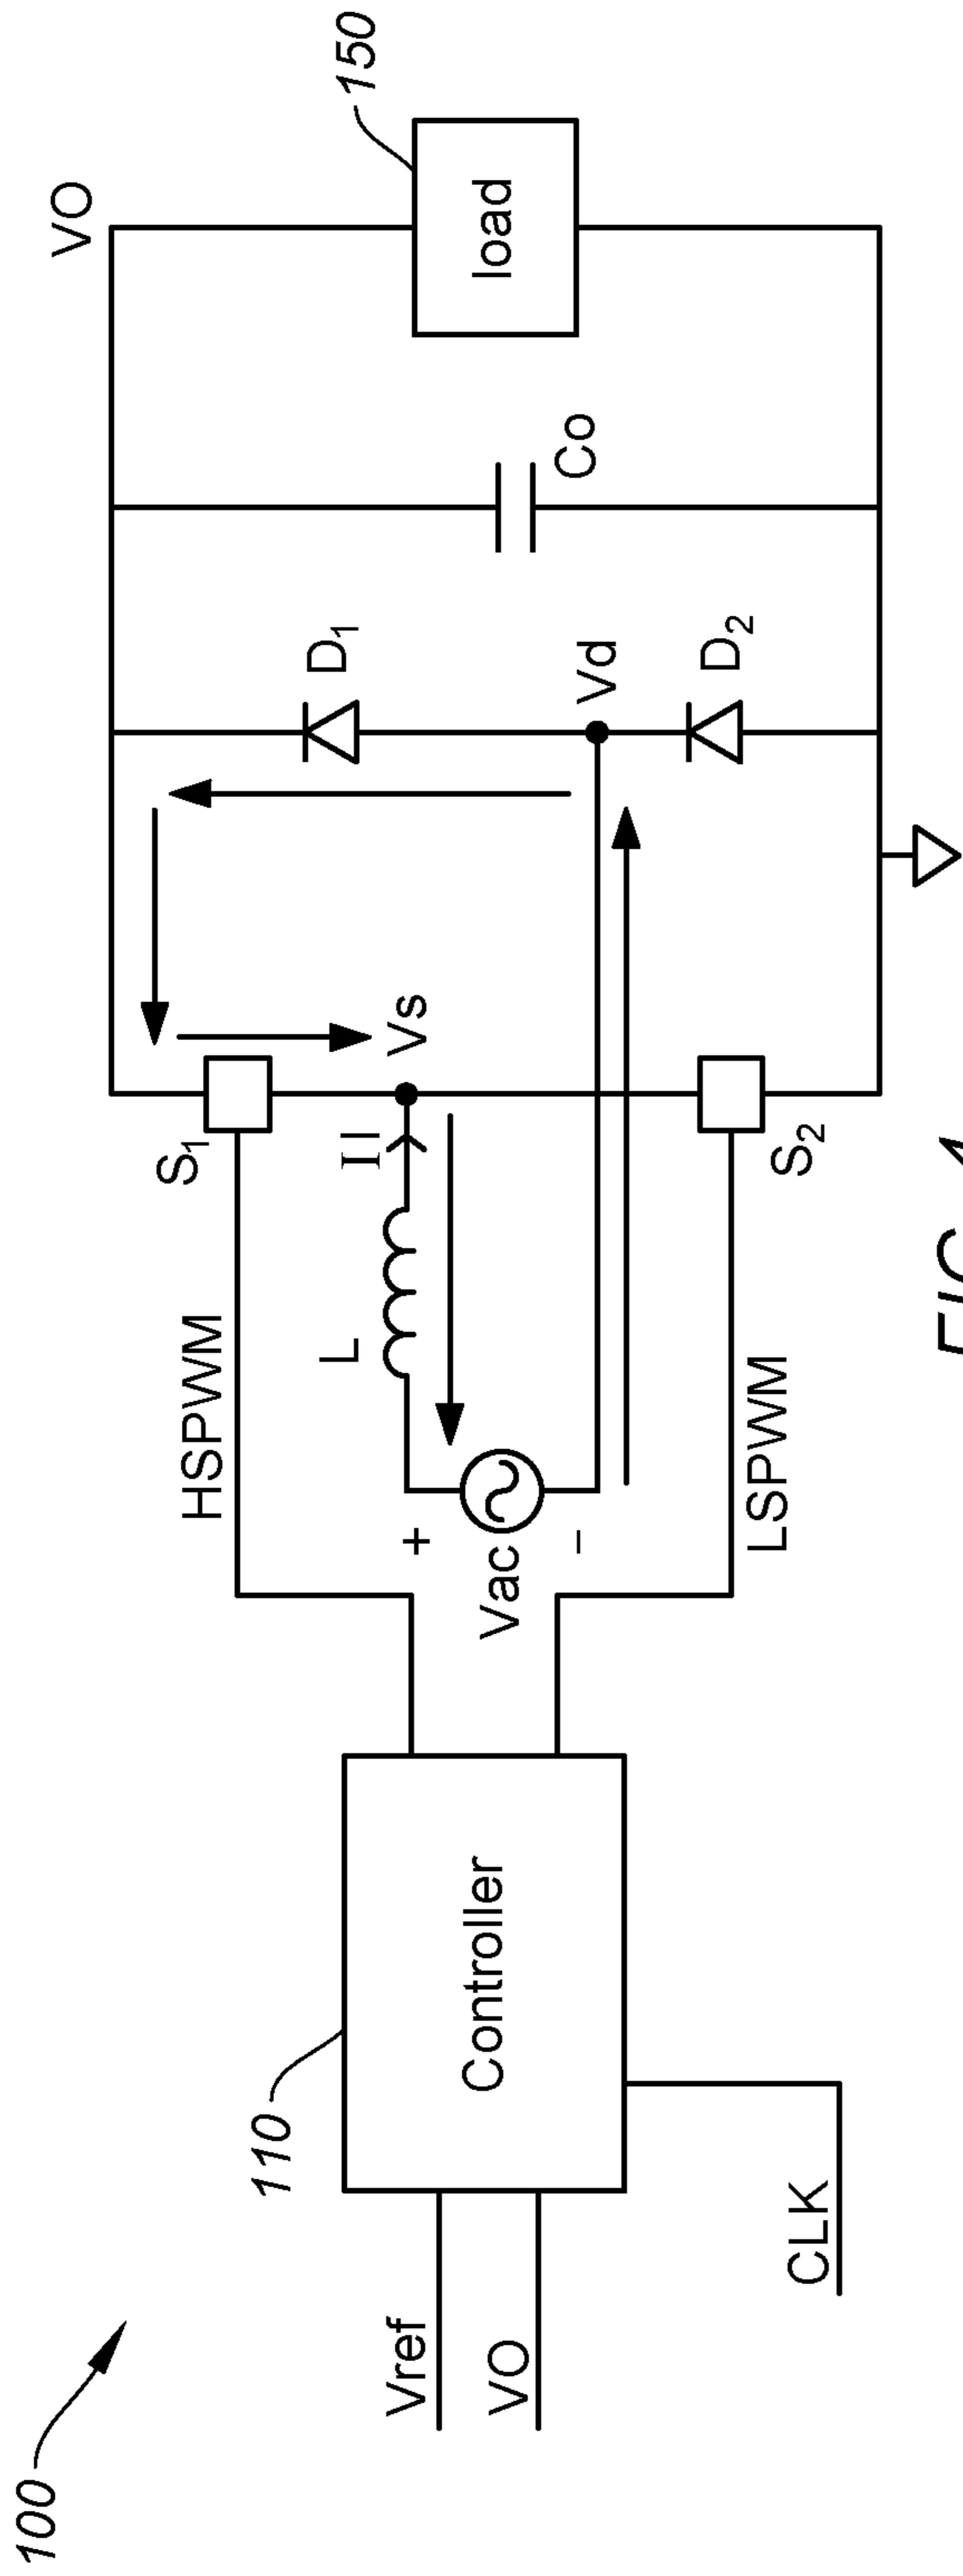 100
Vref
VO
CLK
110
Controller
HSPWM
LSPWM
Vac
+
−
L
Il
S1
S2
Vs
D1
Vd
D2
Co
VO
load
150